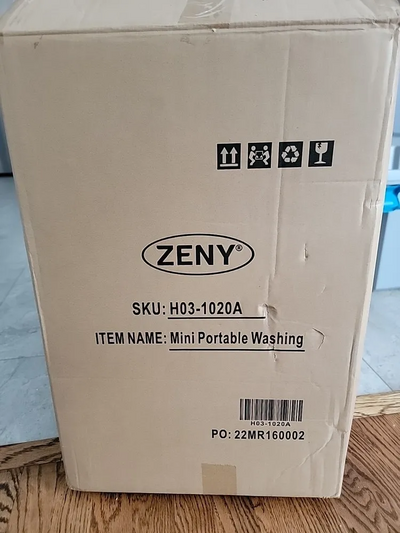 ZENY®
SKU: H03-1020A
ITEM NAME: Mini Portable Washing
H03-1020A
PO: 22MR160002